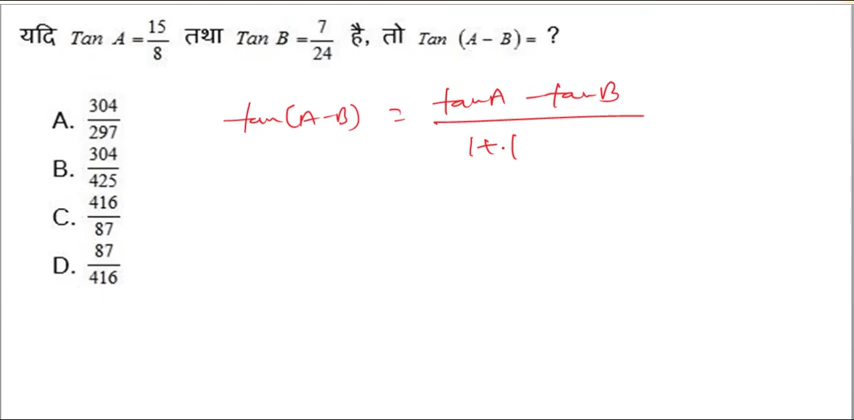 यदि Tan A = 15/8 तथा Tan B = 7/24 है, तो Tan (A − B) = ?
A. 304/297
B. 304/425
C. 416/87
D. 87/416
tan(A-B) = tanA - tanB
1+.(